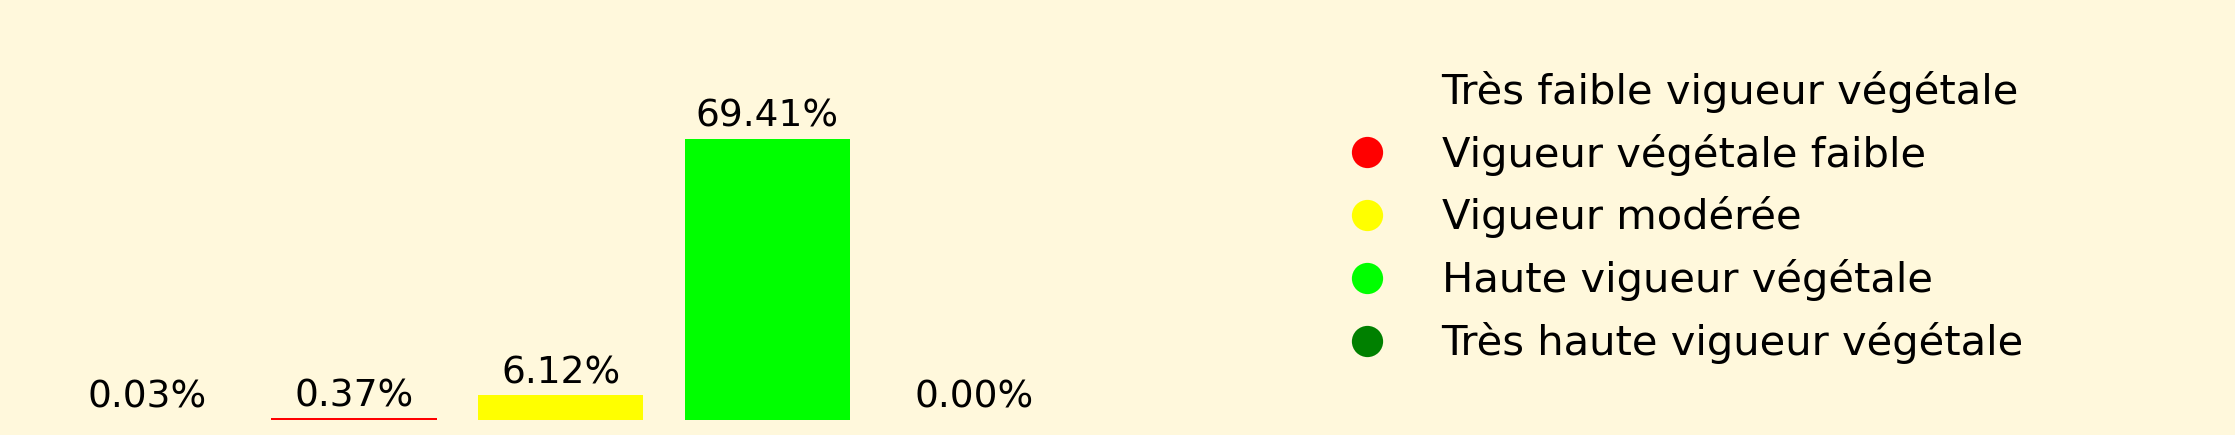 69.41%
6.12%
0.03%
0.37%
0.00%
Très faible vigueur végétale
Vigueur végétale faible
Vigueur modérée
Haute vigueur végétale
Très haute vigueur végétale